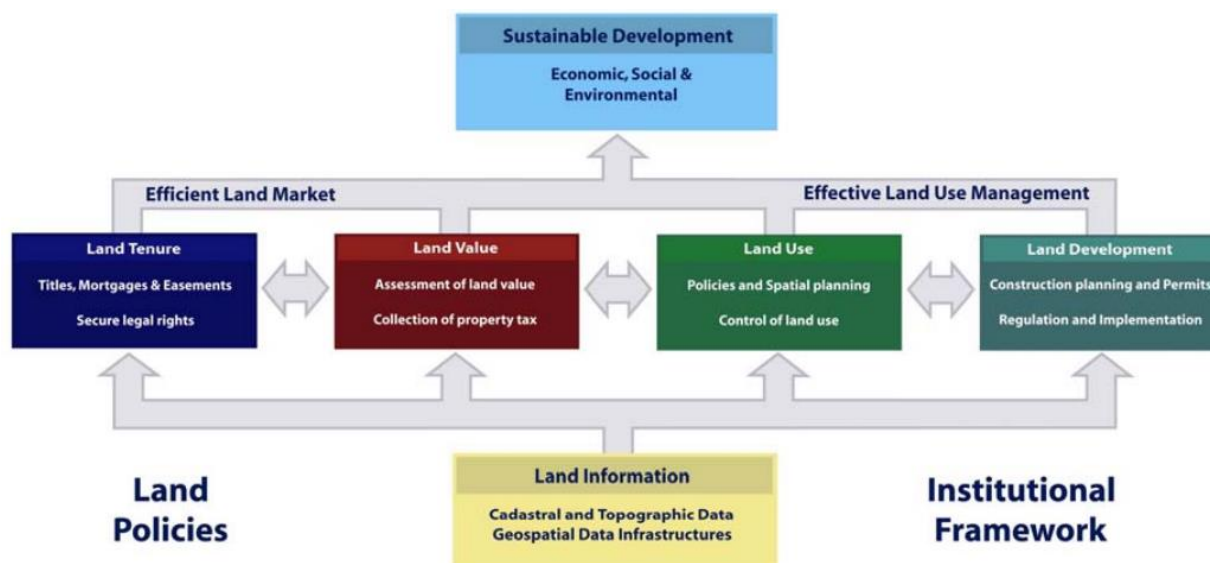 Sustainable Development
Economic, Social &
Environmental
Efficient Land Market
Effective Land Use Management
Land Tenure
Titles, Mortgages & Easements
Secure legal rights
Land Value
Assessment of land value
Collection of property tax
Land Use
Policies and Spatial planning
Control of land use
Land Development
Construction planning and Permits
Regulation and Implementation
Land
Policies
Land Information
Cadastral and Topographic Data
Geospatial Data Infrastructures
Institutional
Framework